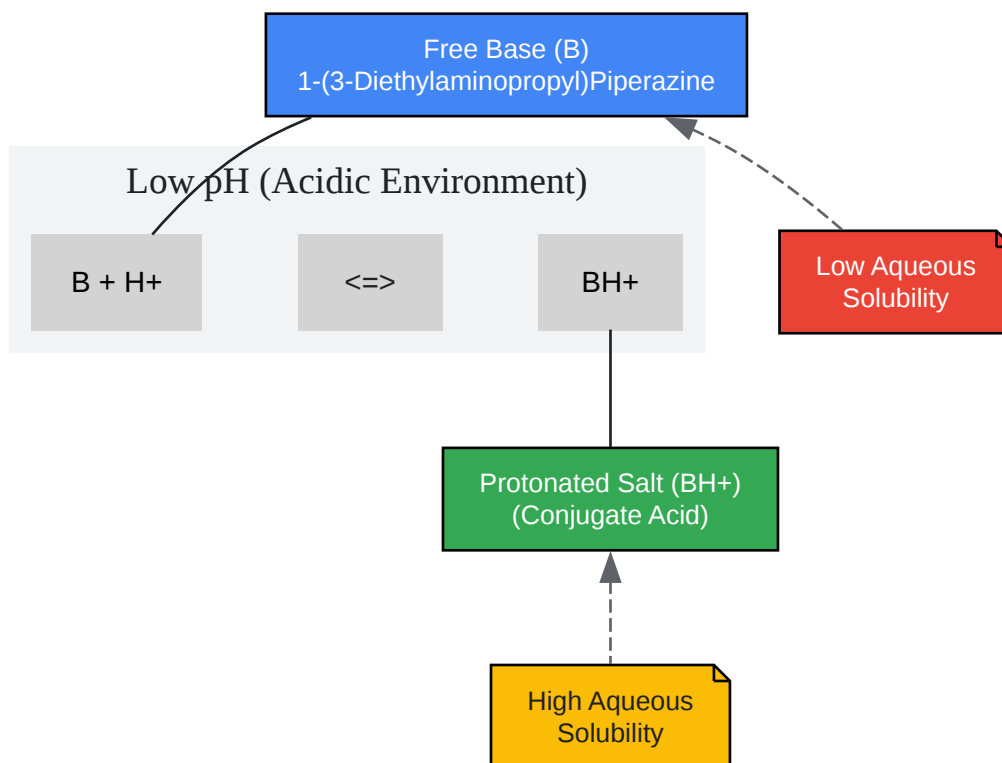 Free Base (B)
1-(3-Diethylaminopropyl)Piperazine
Low pH (Acidic Environment)
B + H+
<=>
BH+
Low Aqueous
Solubility
Protonated Salt (BH+)
(Conjugate Acid)
High Aqueous
Solubility